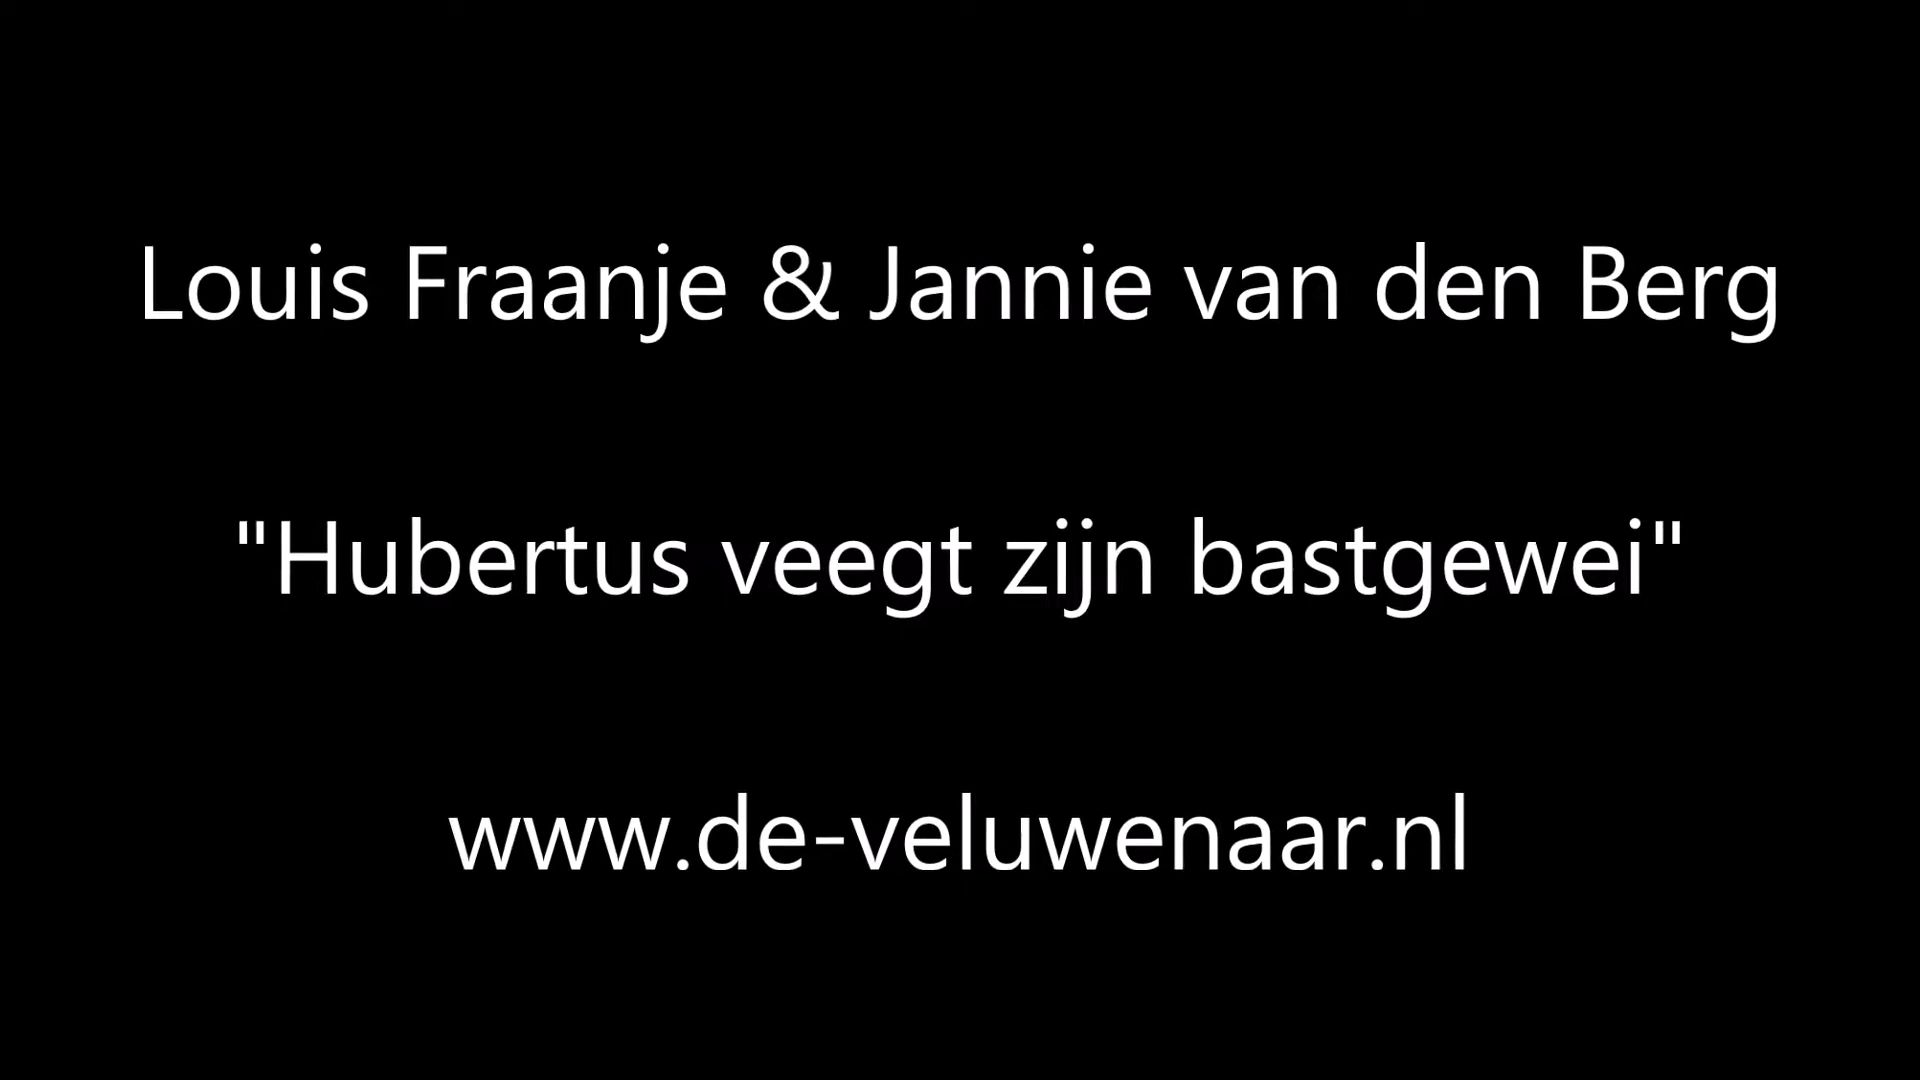 Louis Fraanje & Jannie van den Berg
"Hubertus veegt zijn bastgewei"
www.de-veluwenaar.nl